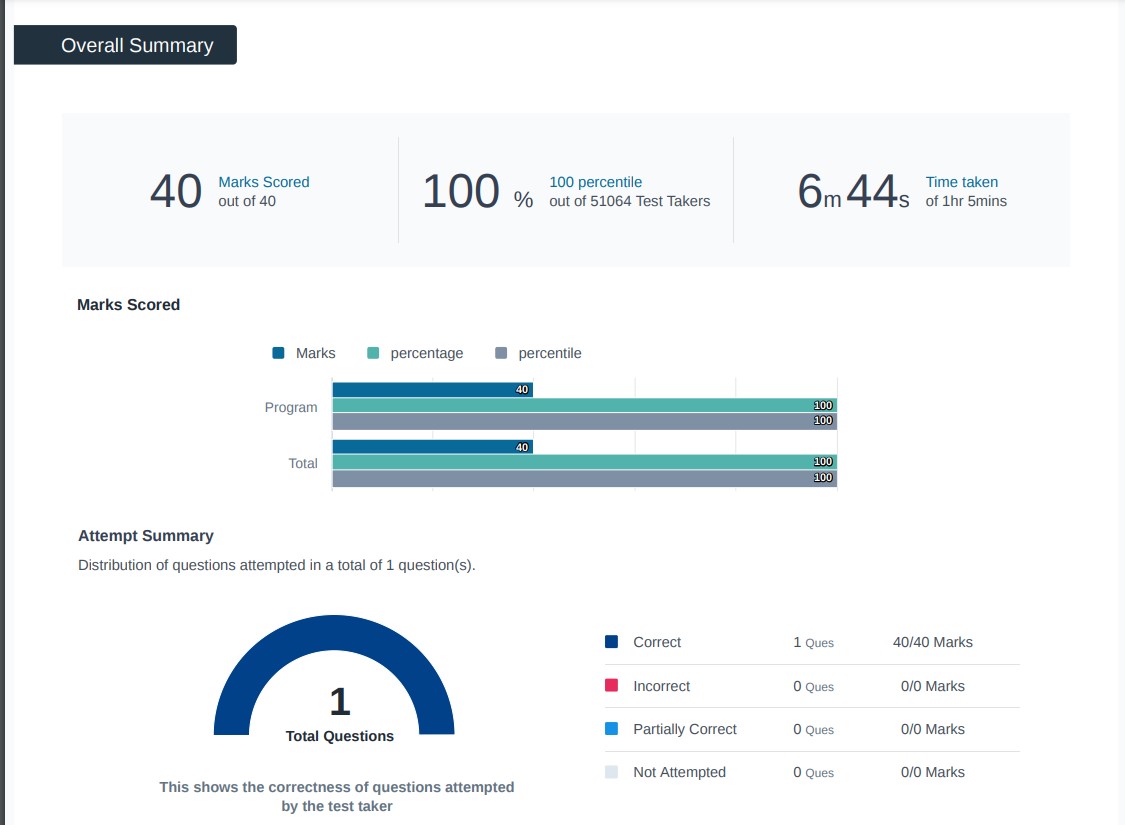 Overall Summary
40 Marks Scored out of 40
100 % 100 percentile out of 51064 Test Takers
6m 44s Time taken of 1hr 5mins
Marks Scored
Marks percentage percentile
Program 40 100 100
Total 40 100 100
Attempt Summary
Distribution of questions attempted in a total of 1 question(s).
1
Total Questions
This shows the correctness of questions attempted
by the test taker
Correct 1 Ques 40/40 Marks
Incorrect 0 Ques 0/0 Marks
Partially Correct 0 Ques 0/0 Marks
Not Attempted 0 Ques 0/0 Marks